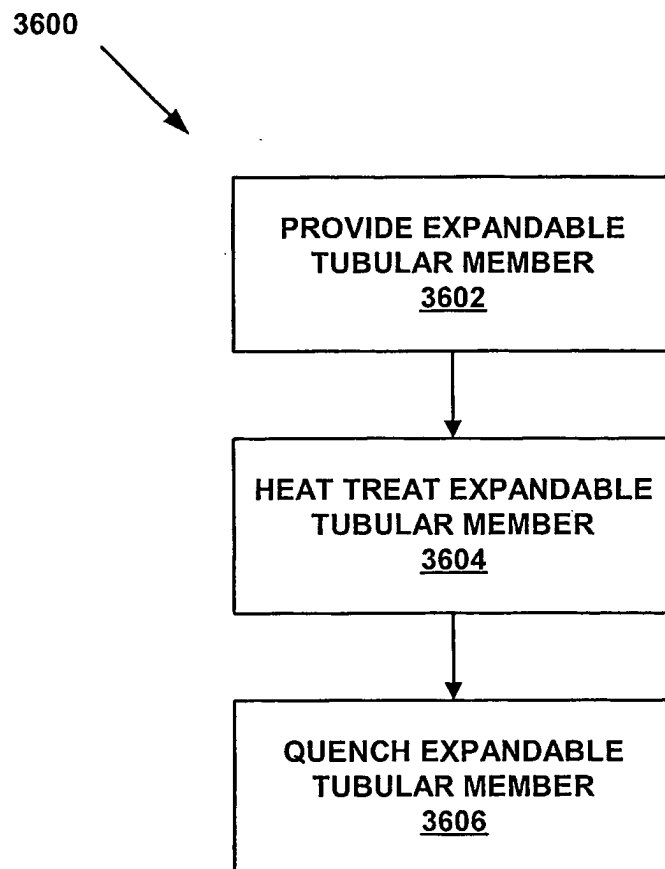 3600
PROVIDE EXPANDABLE
TUBULAR MEMBER
3602
HEAT TREAT EXPANDABLE
TUBULAR MEMBER
3604
QUENCH EXPANDABLE
TUBULAR MEMBER
3606